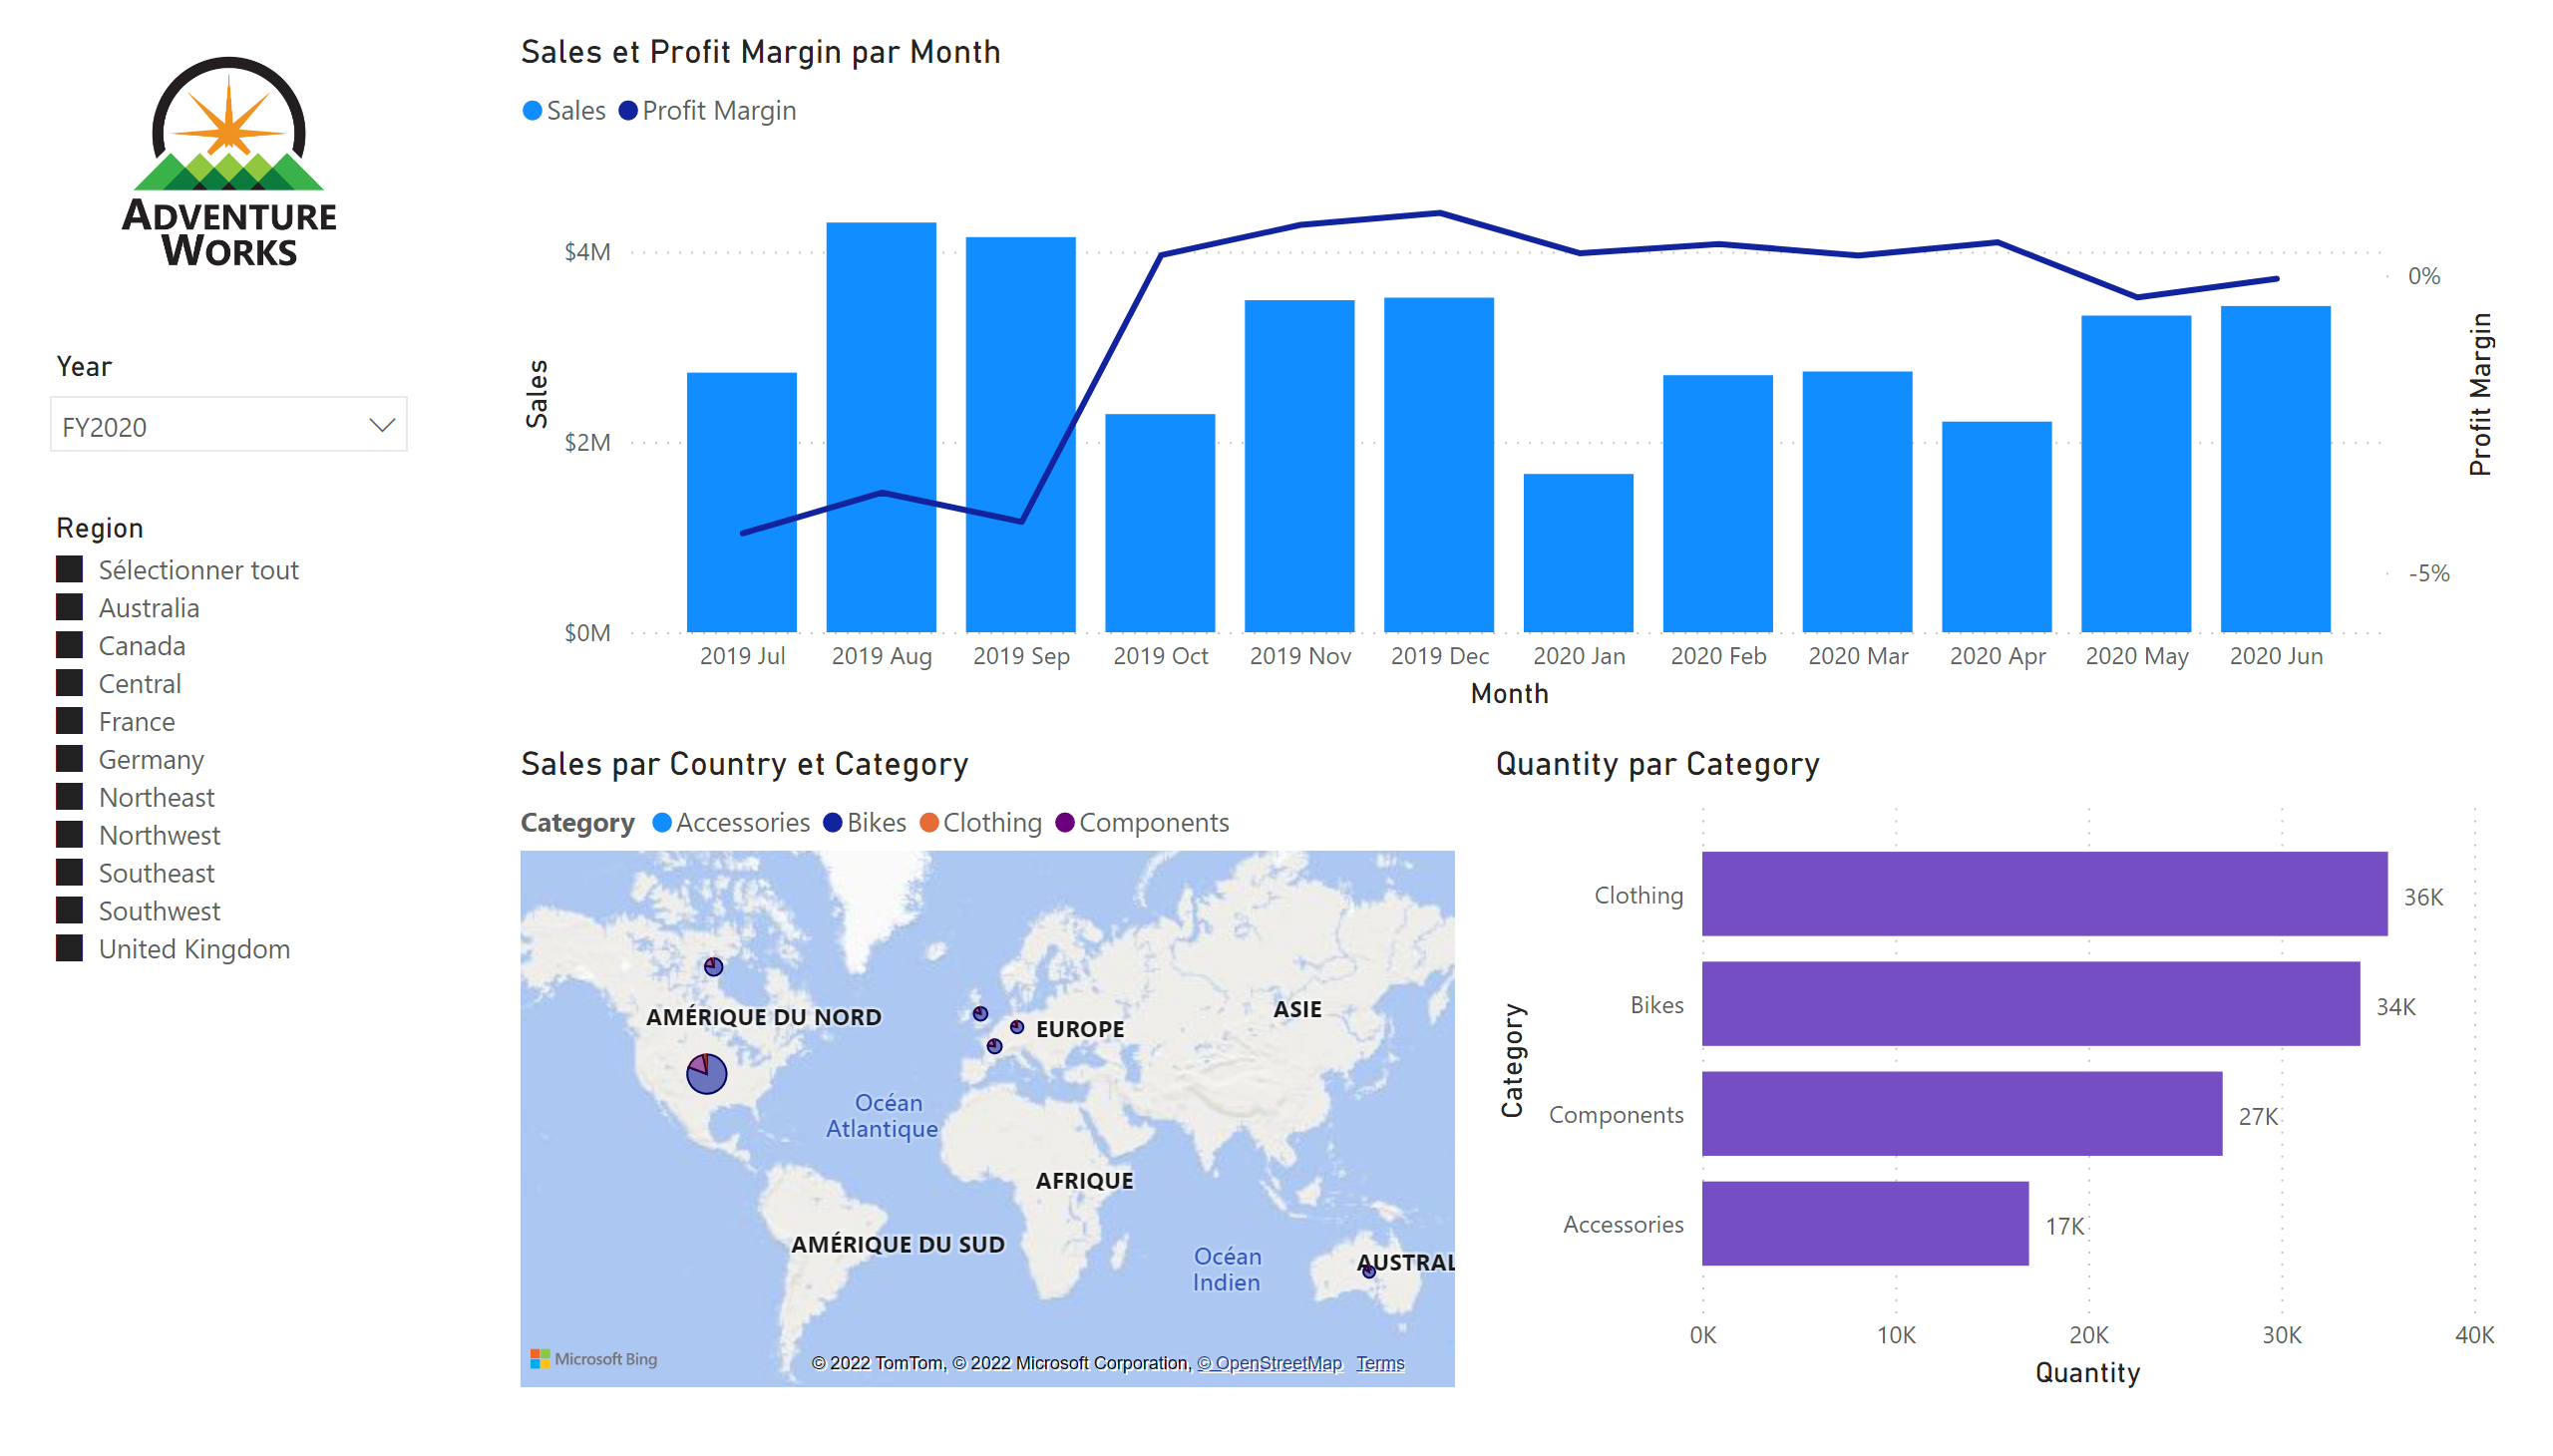 ADVENTURE
WORKS
Year
FY2020
Region
Sélectionner tout
Australia
Canada
Central
France
Germany
Northeast
Northwest
Southeast
Southwest
United Kingdom
Sales et Profit Margin par Month
Sales Profit Margin
$4M
$2M
$0M
Sales
0%
-5%
Profit Margin
2019 Jul 2019 Aug 2019 Sep 2019 Oct 2019 Nov 2019 Dec 2020 Jan 2020 Feb 2020 Mar 2020 Apr 2020 May 2020 Jun
Month
Sales par Country et Category
Category Accessories Bikes Clothing Components
AMÉRIQUE DU NORD
EUROPE
ASIE
Océan
Atlantique
AFRIQUE
AMÉRIQUE DU SUD
Océan
Indien
AUSTRAL
Microsoft Bing
© 2022 TomTom, © 2022 Microsoft Corporation, © OpenStreetMap Terms
Quantity par Category
Category
Clothing 36K
Bikes 34K
Components 27K
Accessories 17K
0K 10K 20K 30K 40K
Quantity